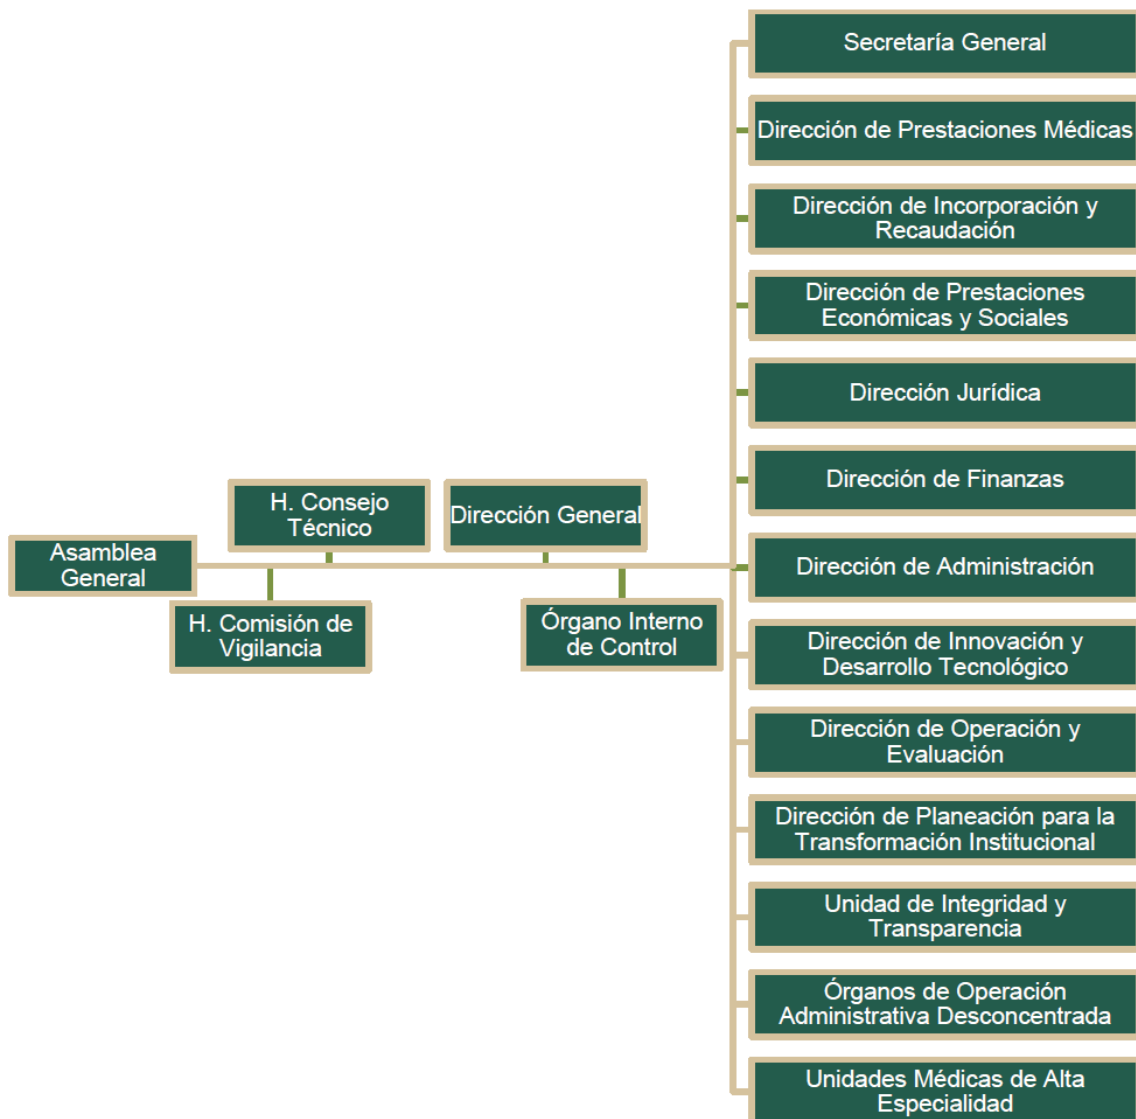 Secretaría General
Dirección de Prestaciones Médicas
Dirección de Incorporación y
Recaudación
Dirección de Prestaciones
Económicas y Sociales
Dirección Jurídica
Dirección de Finanzas
H. Consejo
Técnico
Dirección General
Asamblea
General
H. Comisión de
Vigilancia
Órgano Interno
de Control
Dirección de Administración
Dirección de Innovación y
Desarrollo Tecnológico
Dirección de Operación y
Evaluación
Dirección de Planeación para la
Transformación Institucional
Unidad de Integridad y
Transparencia
Órganos de Operación
Administrativa Desconcentrada
Unidades Médicas de Alta
Especialidad